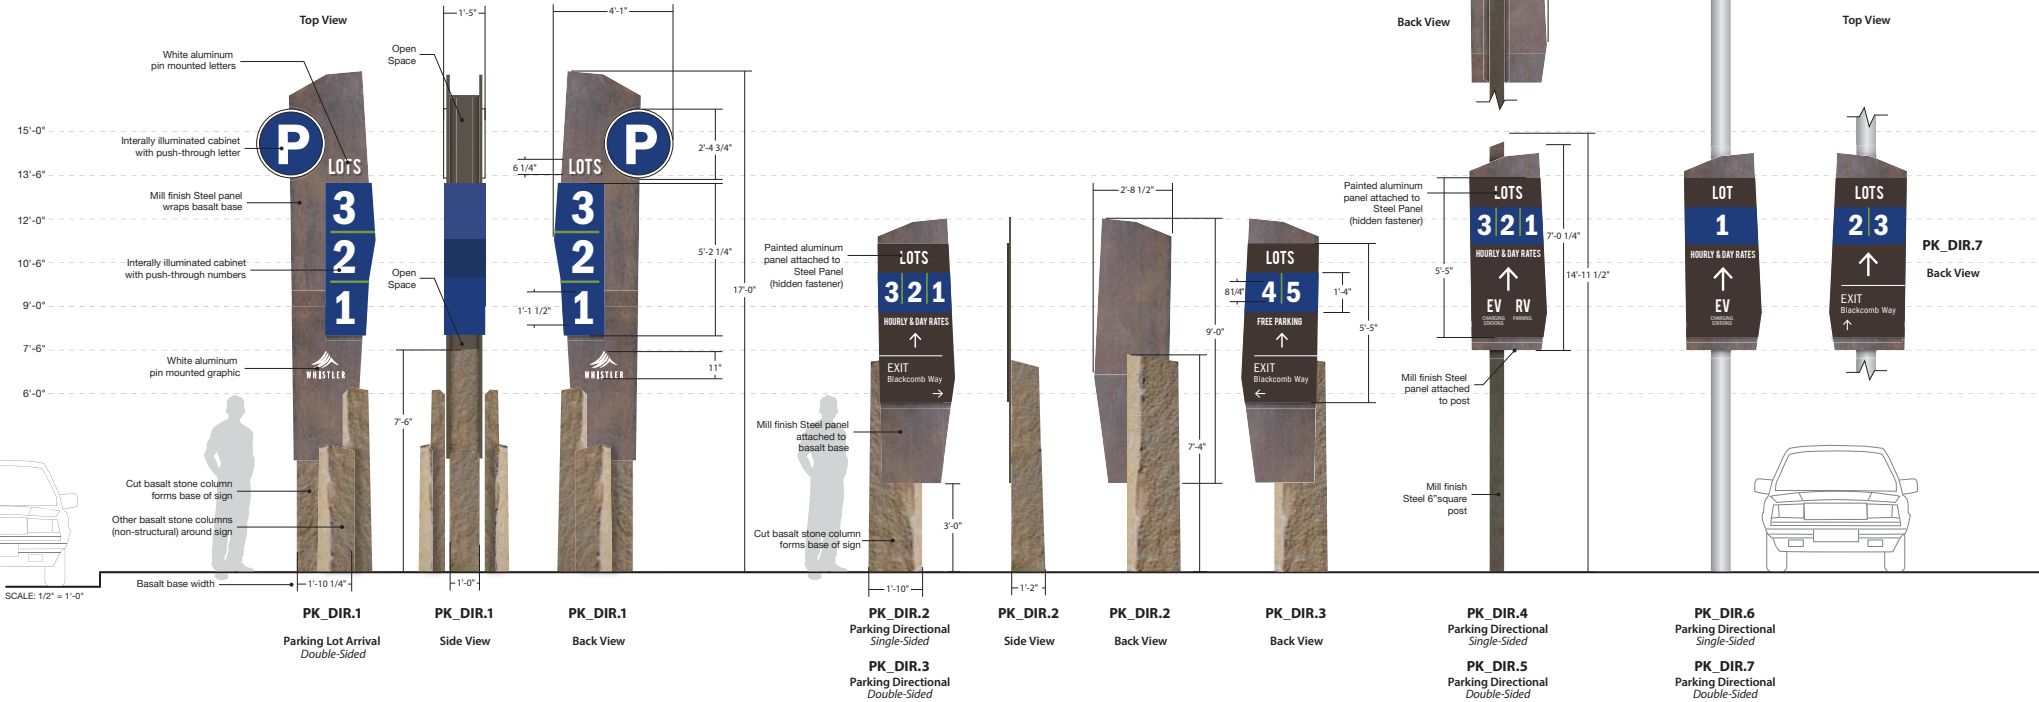 Top View
1'-5"
4'-1"
Back View
Top View
White aluminum
pin mounted letters
Open
Space
15'-0"
13'-6"
12'-0"
10'-6"
9'-0"
7'-6"
6'-0"
Interally illuminated cabinet
with push-through letter
Mill finish Steel panel
wraps basalt base
Interally illuminated cabinet
with push-through numbers
White aluminum
pin mounted graphic
Cut basalt stone column
forms base of sign
Other basalt stone columns
(non-structural) around sign
Basalt base width
SCALE: 1/2" = 1'-0"
P
LOTS
3
2
1
WHISTLER
1'-10 1/4"
Open
Space
7'-6"
1'-0"
6 1/4"
1'-1 1/2"
LOTS
P
3
2
1
WHISTLER
2'-4 3/4"
5'-2 1/4"
17'-0"
11"
Painted aluminum
panel attached to
Steel Panel
(hidden fastener)
Mill finish Steel panel
attached to
basalt base
Cut basalt stone column
forms base of sign
LOTS
3 2 1
HOURLY & DAY RATES
↑
EXIT
Blackcomb Way
→
3'-0"
1'-10"
1'-2"
2'-8 1/2"
9'-0"
7'-4"
LOTS
4 5
FREE PARKING
↑
EXIT
Blackcomb Way
←
81/4"
1'-4"
5'-5"
Painted aluminum
panel attached to
Steel Panel
(hidden fastener)
5'-5"
LOTS
3 2 1
HOURLY & DAY RATES
↑
EV RV
CHARGING STATIONS PARKING
7'-0 1/4"
14'-11 1/2"
Mill finish Steel
panel attached
to post
Mill finish
Steel 6"square
post
LOT
1
HOURLY & DAY RATES
↑
EV
CHARGING
STATIONS
LOTS
2 3
↑
EXIT
Blackcomb Way
↑
PK_DIR.7
Back View
PK_DIR.1
Parking Lot Arrival
Double-Sided
PK_DIR.1
Side View
PK_DIR.1
Back View
PK_DIR.2
Parking Directional
Single-Sided
PK_DIR.3
Parking Directional
Double-Sided
PK_DIR.2
Side View
PK_DIR.2
Back View
PK_DIR.3
Back View
PK_DIR.4
Parking Directional
Single-Sided
PK_DIR.5
Parking Directional
Double-Sided
PK_DIR.6
Parking Directional
Single-Sided
PK_DIR.7
Parking Directional
Double-Sided